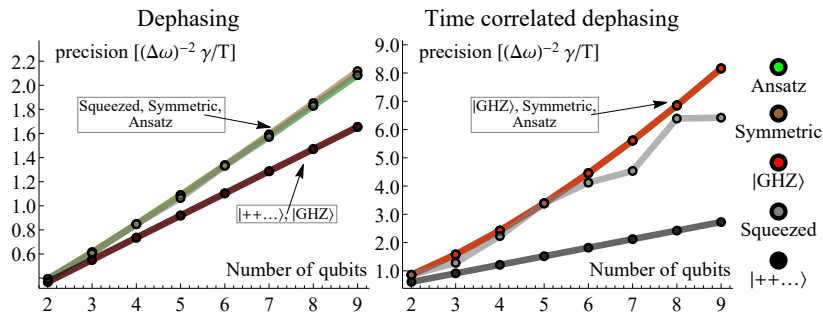 Dephasing
precision [(Δω)⁻² γ/T]
2.2
2.0
1.8
1.6
1.4
1.2
1.0
0.8
0.6
Squeezed, Symmetric,
Ansatz
|++…⟩, |GHZ⟩
Number of qubits
2 3 4 5 6 7 8 9
Time correlated dephasing
precision [(Δω)⁻² γ/T]
9.0
8.0
7.0
6.0
5.0
4.0
3.0
2.0
1.0
|GHZ⟩, Symmetric,
Ansatz
Number of qubits
2 3 4 5 6 7 8 9
Ansatz
Symmetric
|GHZ⟩
Squeezed
|++…⟩